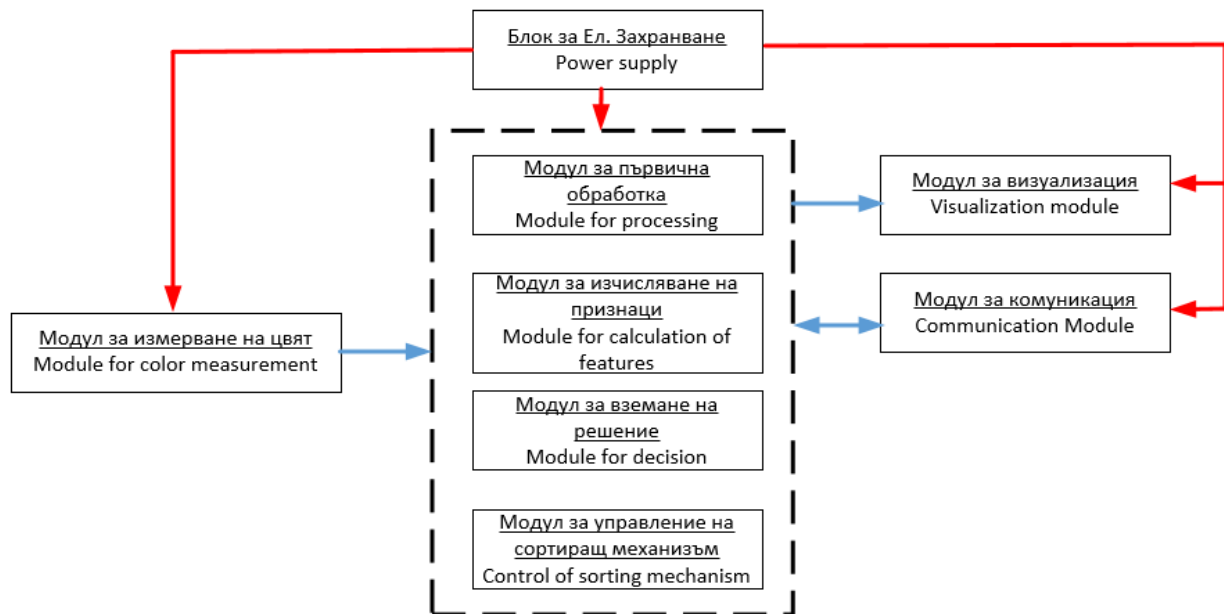 Блок за Ел. Захранване
Power supply
Модул за първична
обработка
Module for processing
Модул за визуализация
Visualization module
Модул за изчисляване на
признаци
Module for calculation of
features
Модул за комуникация
Communication Module
Модул за измерване на цвят
Module for color measurement
Модул за вземане на
решение
Module for decision
Модул за управление на
сортиращ механизъм
Control of sorting mechanism